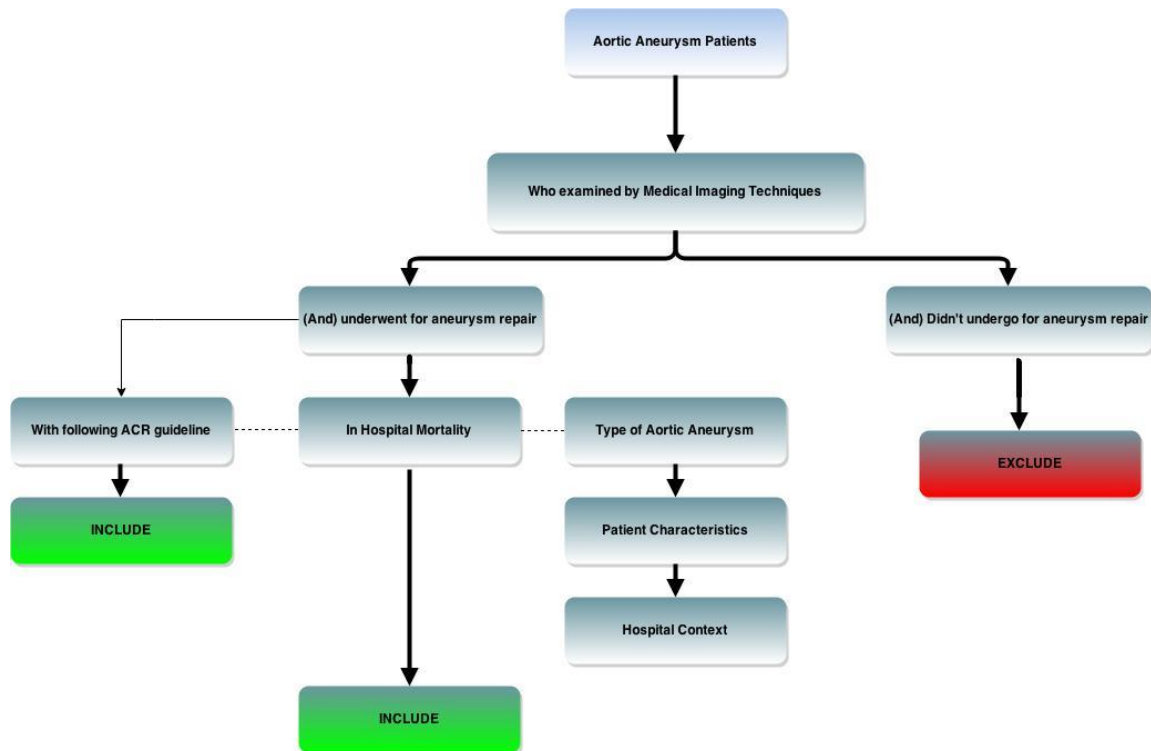 Aortic Aneurysm Patients
Who examined by Medical Imaging Techniques
(And) underwent for aneurysm repair
(And) Didn't undergo for aneurysm repair
With following ACR guideline
In Hospital Mortality
Type of Aortic Aneurysm
EXCLUDE
INCLUDE
Patient Characteristics
Hospital Context
INCLUDE